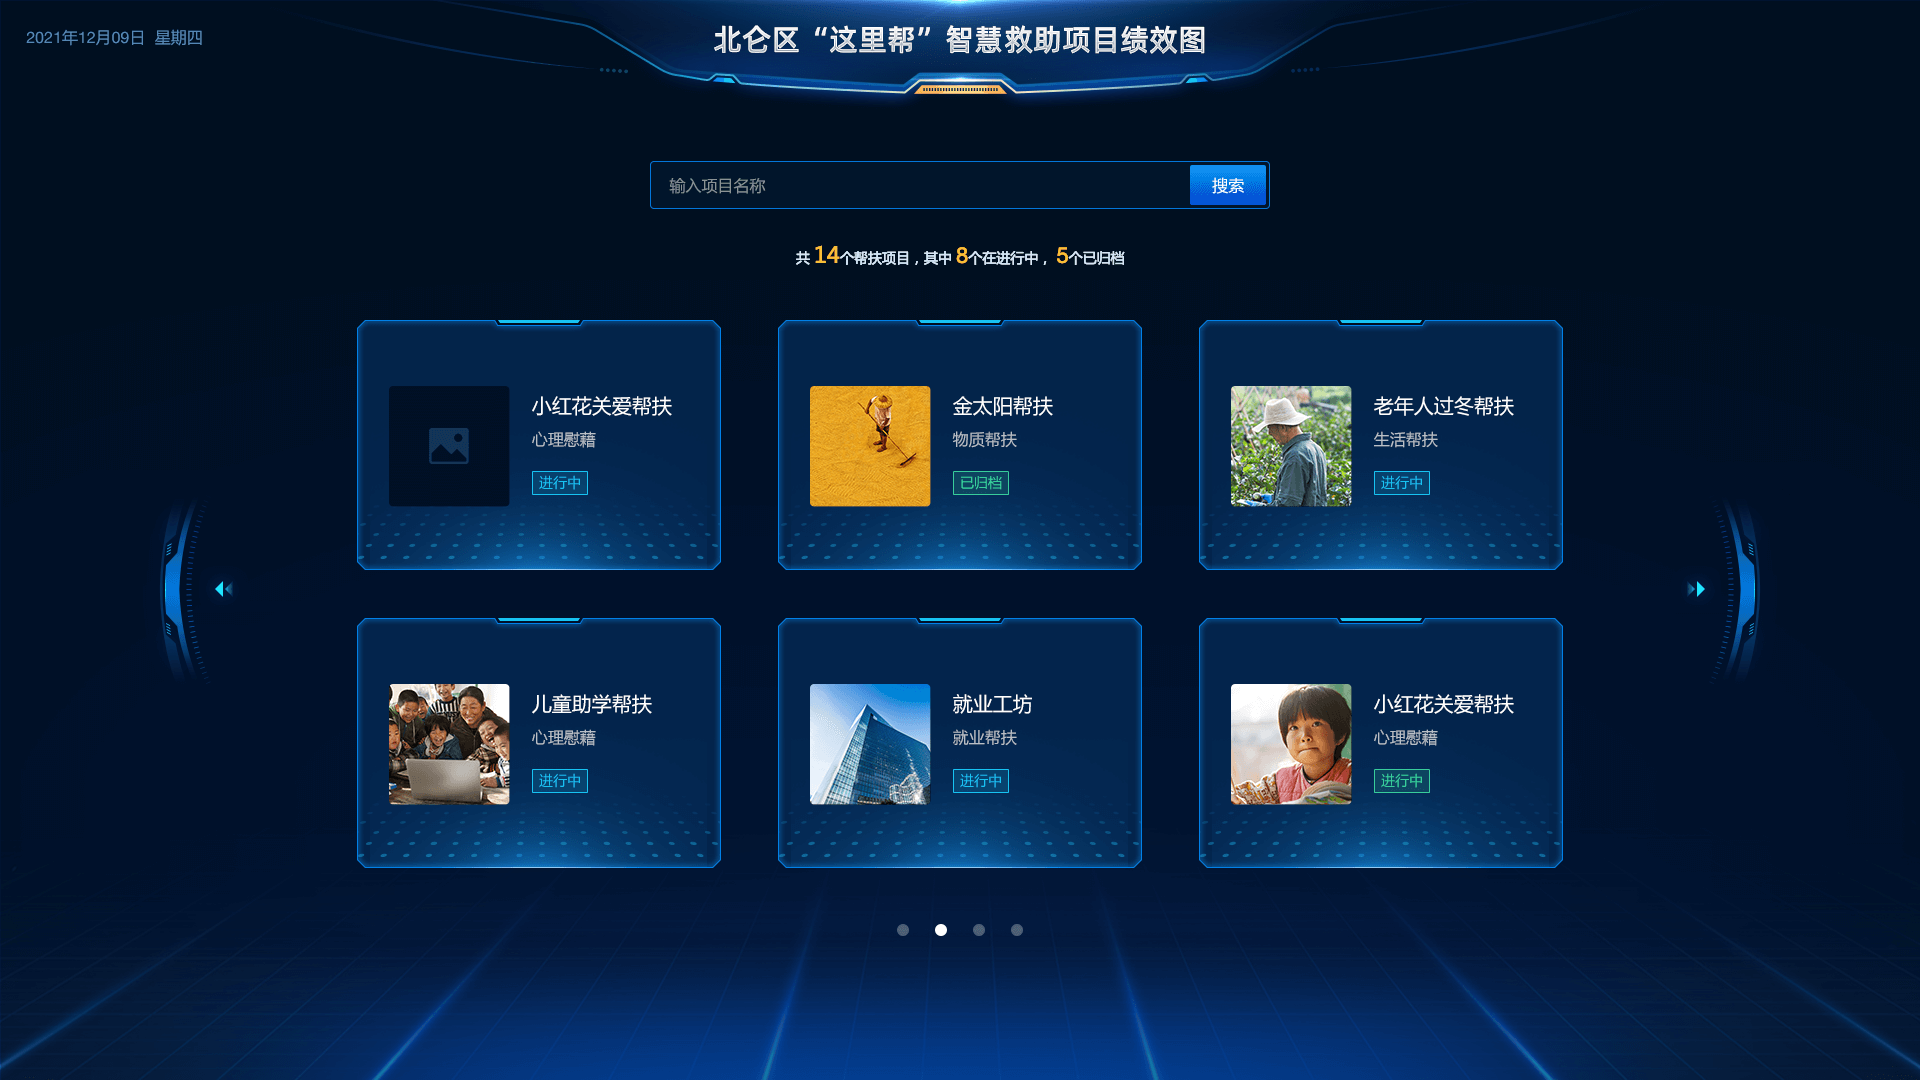 2021年12月09日 星期四
北仑区“这里帮”智慧救助项目绩效图
输入项目名称
搜索
共 14个帮扶项目，其中 8个在进行中， 5个已归档
小红花关爱帮扶
心理慰藉
进行中
金太阳帮扶
物质帮扶
已归档
老年人过冬帮扶
生活帮扶
进行中
儿童助学帮扶
心理慰藉
进行中
就业工坊
就业帮扶
进行中
小红花关爱帮扶
心理慰藉
进行中